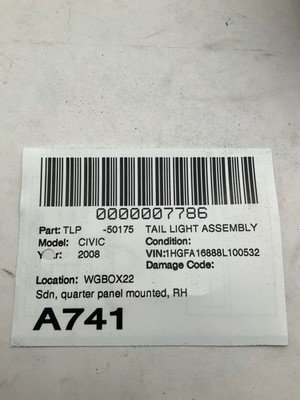 0000007786
Part: TLP -50175 TAIL LIGHT ASSEMBLY
Model: CIVIC Condition:
Year: 2008 VIN:1HGFA16888L100532
Damage Code:
Location: WGBOX22
Sdn, quarter panel mounted, RH
A741